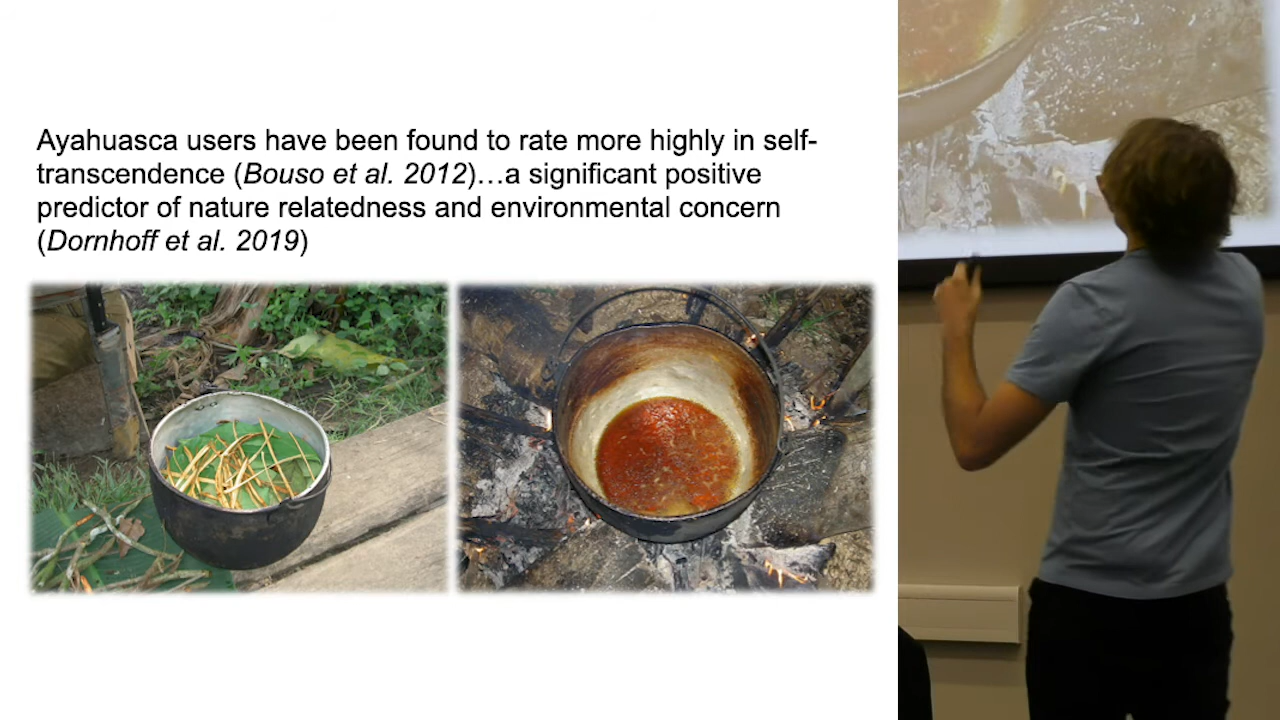 Ayahuasca users have been found to rate more highly in self-
transcendence (Bouso et al. 2012)…a significant positive
predictor of nature relatedness and environmental concern
(Dornhoff et al. 2019)